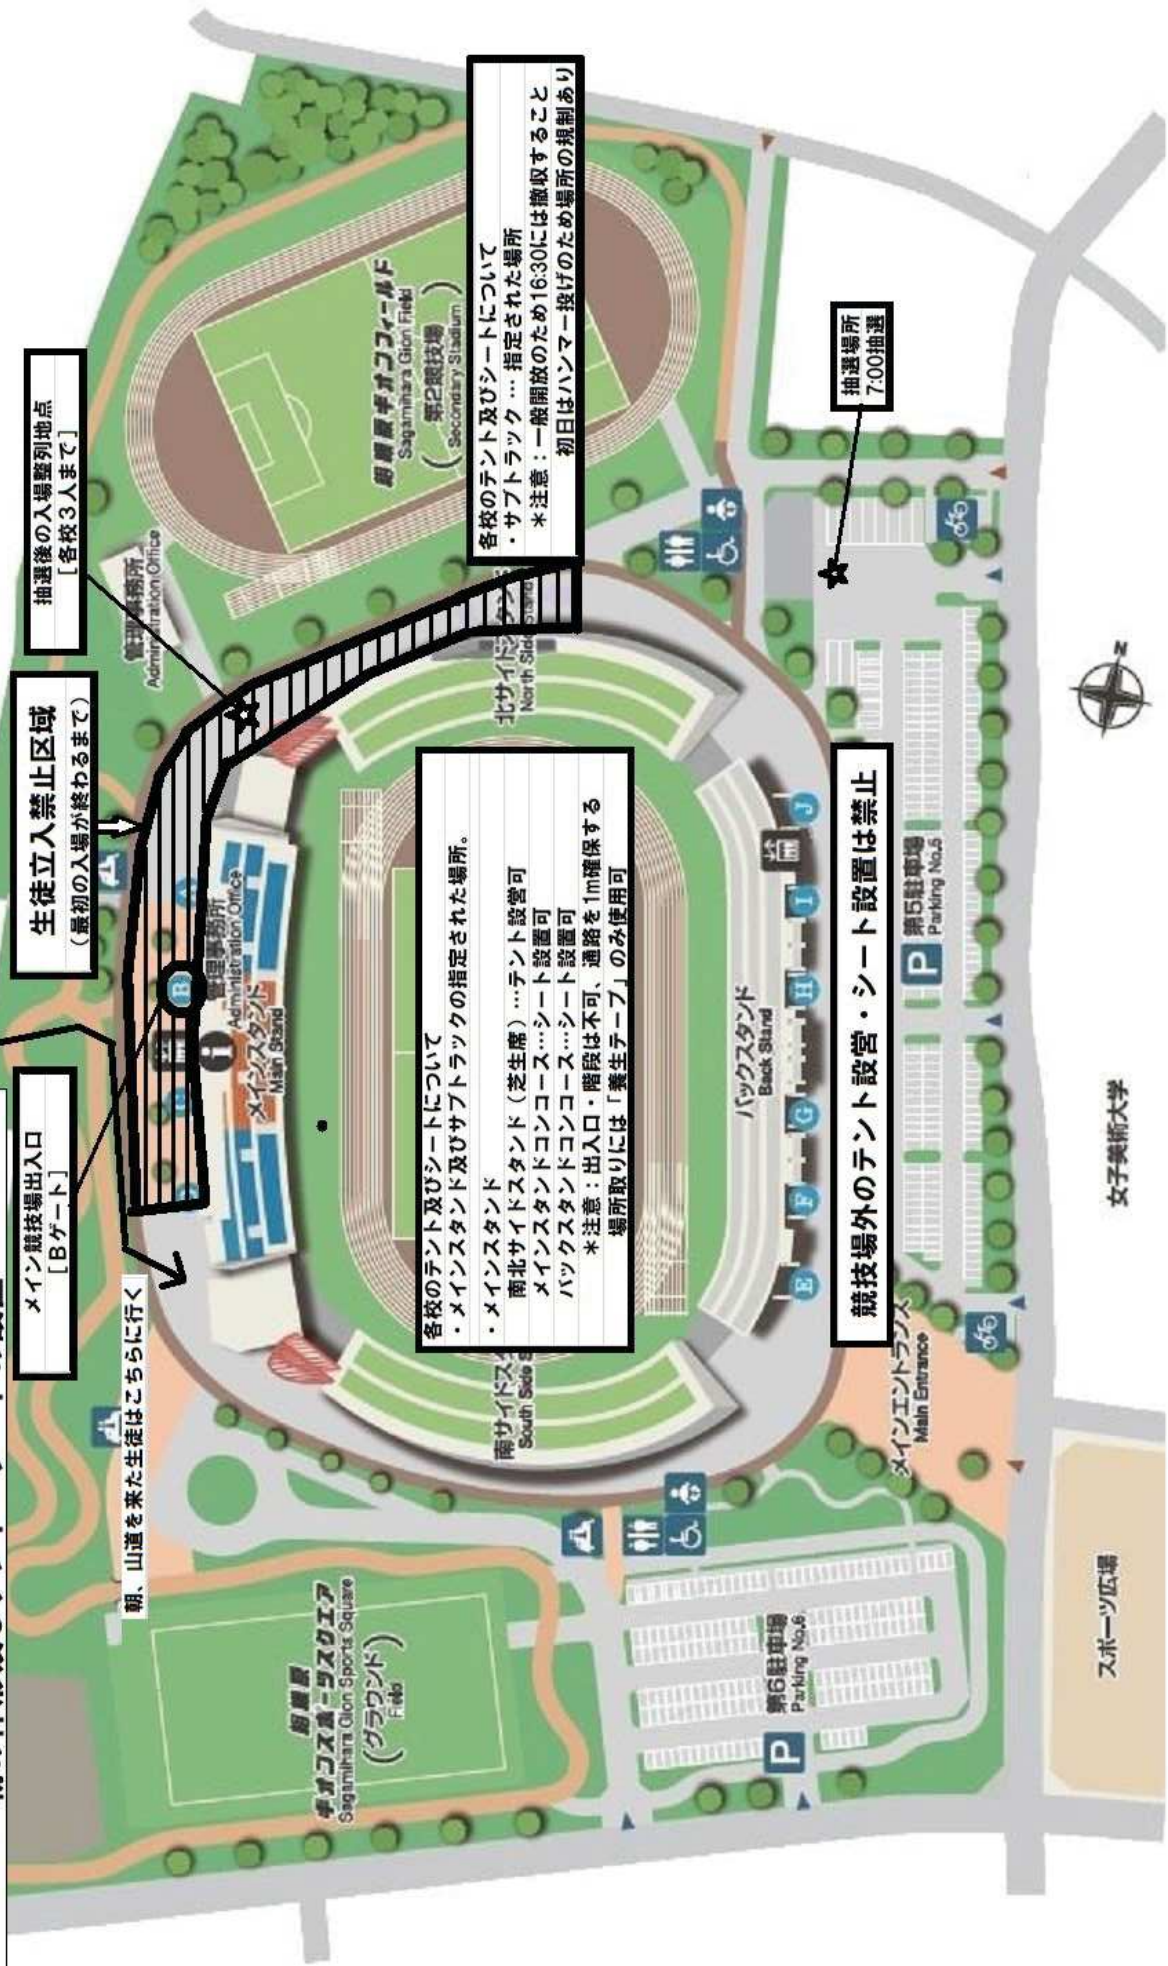 メイン競技場出入口
[Bゲート]
生徒立入禁止区域
(最初の入場が終わるまで)
抽選後の入場整列地点
[各校3人まで]
朝、山道を来た生徒はこちらに行く
管理事務所
Administration Office
管理事務所
Administration Office
メインスタンド
Main Stand
B
相模原ギオンフィールド
Sagamihara Gion Field
(第2競技場)
Secondary Stadium
各校のテント及びシートについて
・サブトラック … 指定された場所
*注意:一般開放のため16:30には撤収すること
初日はハンマー投げのため場所の規制あり
北サイドスタンド
North Side Stand
各校のテント及びシートについて
・メインスタンド及びサブトラックの指定された場所。
・メインスタンド
南北サイドスタンド(芝生席)…テント設営可
メインスタンドコンコース…シート設置可
バックスタンドコンコース…シート設置可
*注意:出入口・階段は不可、通路を1m確保する
場所取りには「養生テープ」のみ使用可
南サイドス
South Side S
バックスタンド
Back Stand
E
F
G
H
I
J
抽選場所
7:00抽選
競技場外のテント設営・シート設置は禁止
P
第5駐車場
Parking No.5
メインエントランス
Main Entrance
相模原
ギオンスポーツスクエア
Sagamihara Gion Sports Square
(グラウンド)
Field
P
第6駐車場
Parking No.6
N
女子美術大学
スポーツ広場